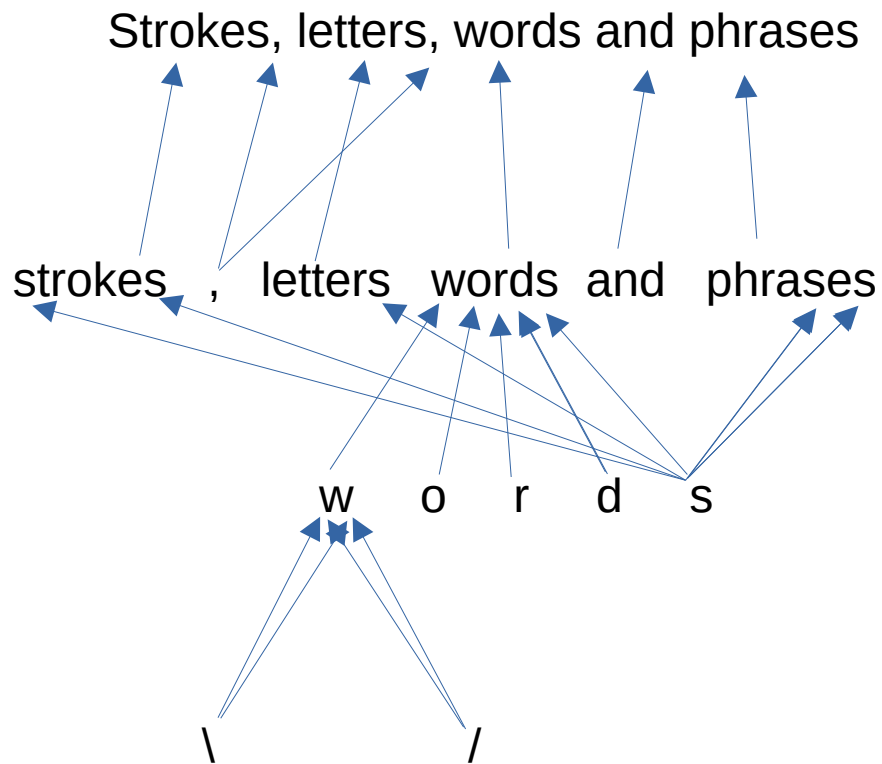 Strokes, letters, words and phrases
strokes , letters words and phrases
w o r d s
\ /